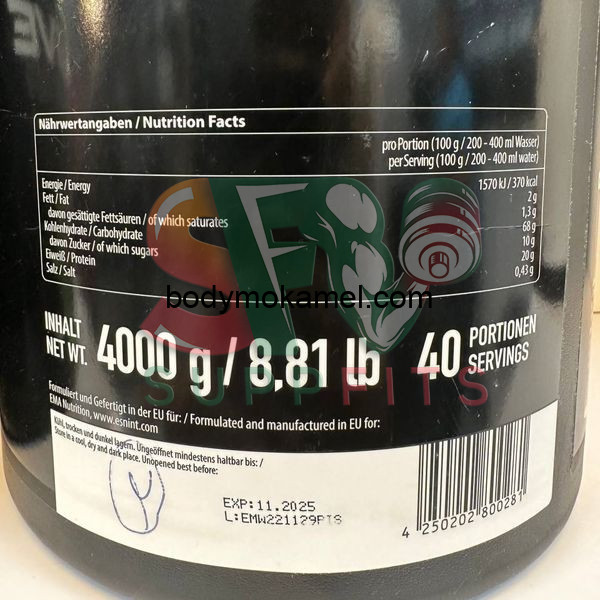 VE
Nährwertangaben / Nutrition Facts
pro Portion (100 g / 200 - 400 ml Wasser)
per Serving (100 g / 200 - 400 ml water)
Energie / Energy 1570 kJ / 370 kcal
Fett / Fat 2 g
davon gesättigte Fettsäuren / of which saturates 1,3 g
Kohlenhydrate / Carbohydrate 68 g
davon Zucker / of which sugars 10 g
Eiweiß / Protein 20 g
Salz / Salt 0,43 g
SF
bodymokamel.com
INHALT
NET WT. 4000 g / 8,81 lb 40 PORTIONEN
SERVINGS
SUPPFITS
Formuliert und Gefertigt in der EU für: / Formulated and manufactured in EU for:
EMA Nutrition, www.esnint.com
Kühl, trocken und dunkel lagern. Ungeöffnet mindestens haltbar bis: /
Store in a cool, dry and dark place. Unopened best before:
EXP:11.2025
L:EMW221129PTS
4 250202 800281